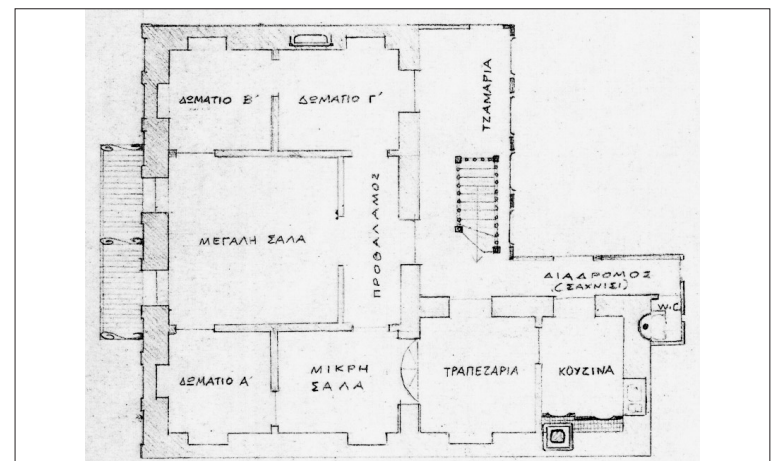 ΔΩΜΑΤΙΟ Β΄
ΔΩΜΑΤΙΟ Γ΄
ΤΖΑΜΑΡΙΑ
ΜΕΓΑΛΗ ΣΑΛΑ
ΠΡΟΘΑΛΑΜΟΣ
ΔΙΑΔΡΟΜΟΣ
(ΣΑΧΝΙΣΙ)
W.C.
ΔΩΜΑΤΙΟ Α΄
ΜΙΚΡΗ
ΣΑΛΑ
ΤΡΑΠΕΖΑΡΙΑ
ΚΟΥΖΙΝΑ